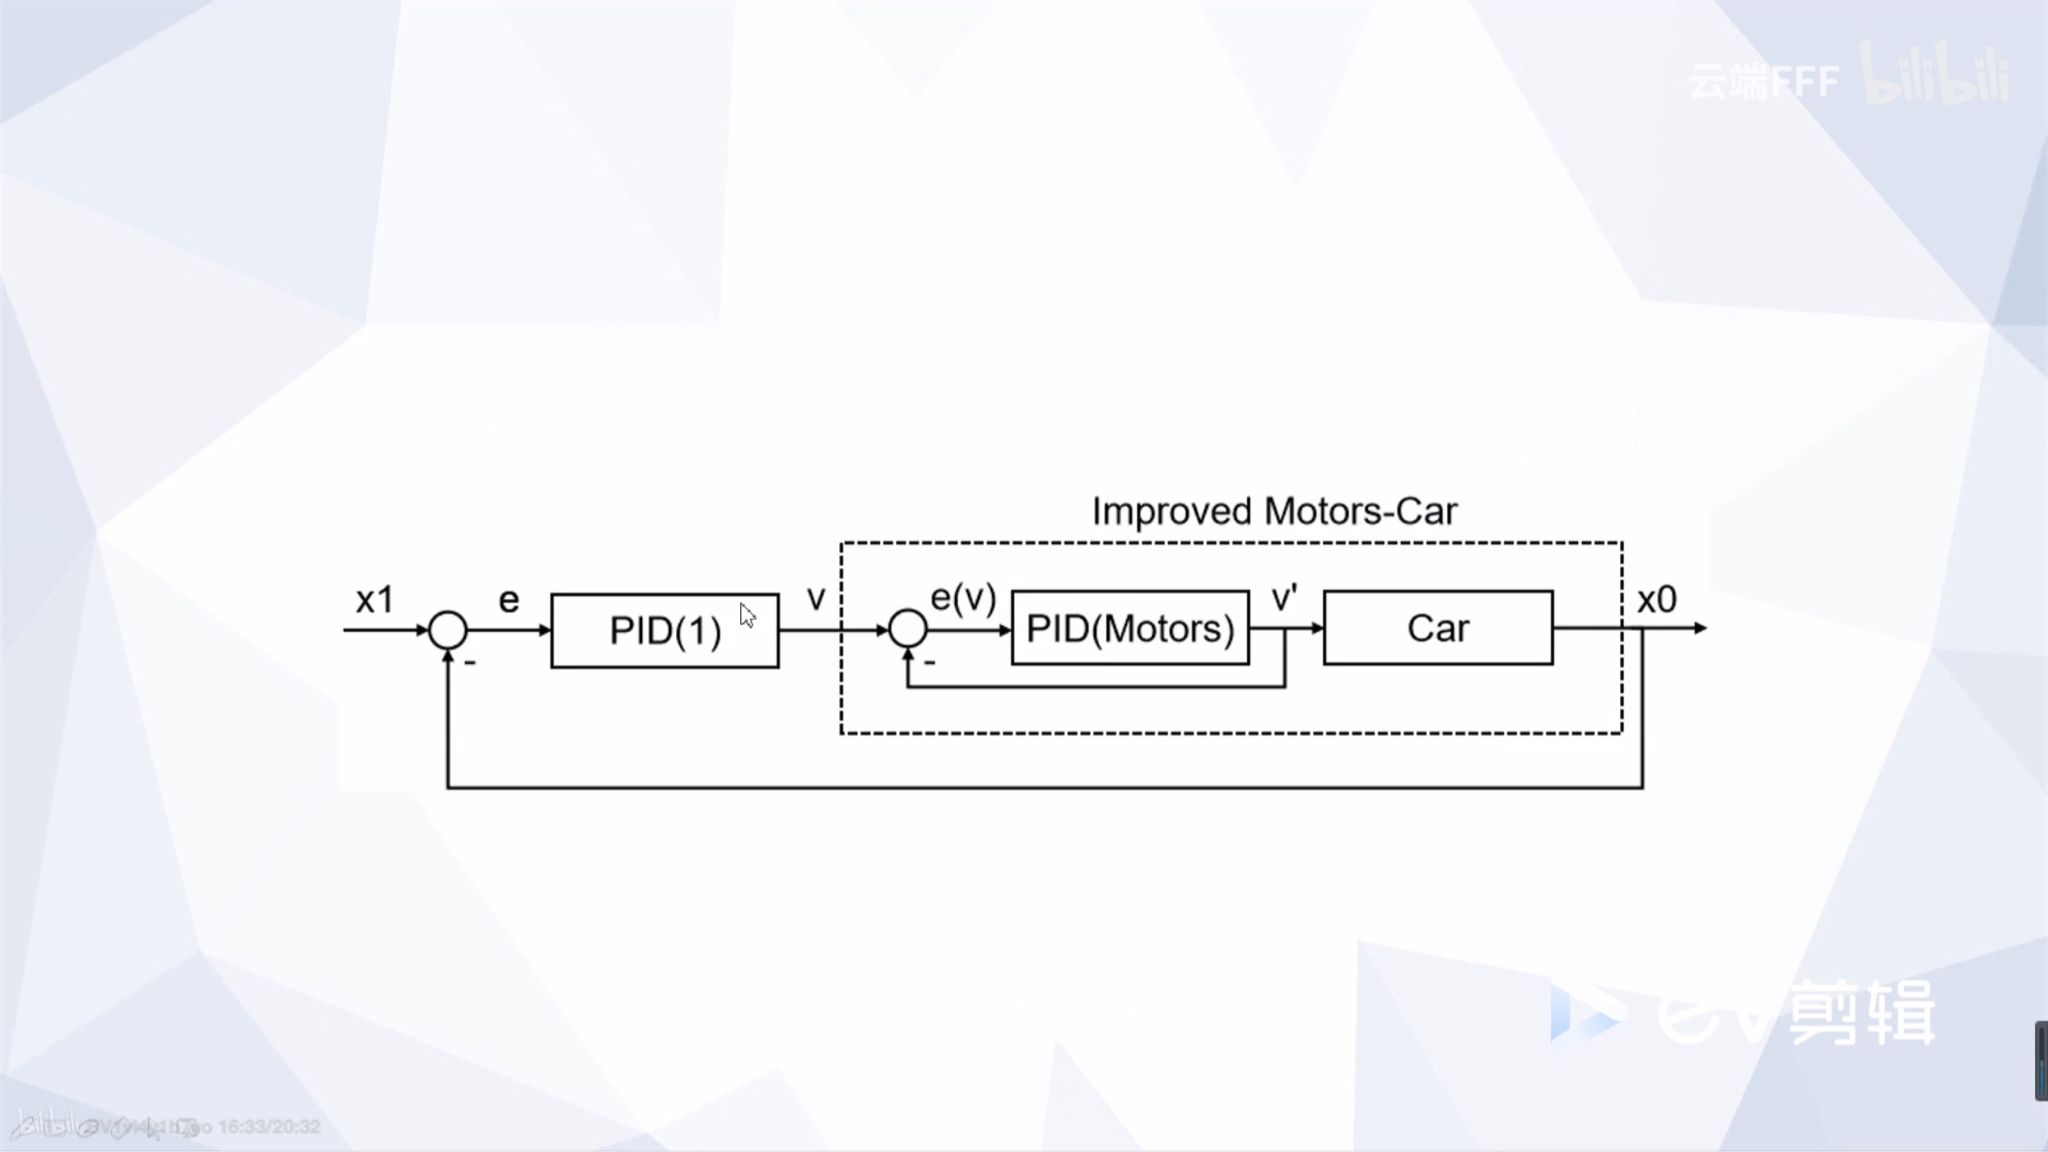 云端FFF bilibili
Improved Motors-Car
x1
e
PID(1)
v
e(v)
PID(Motors)
v'
Car
x0
-
-
ev剪辑
bilibili
16:33/20:32